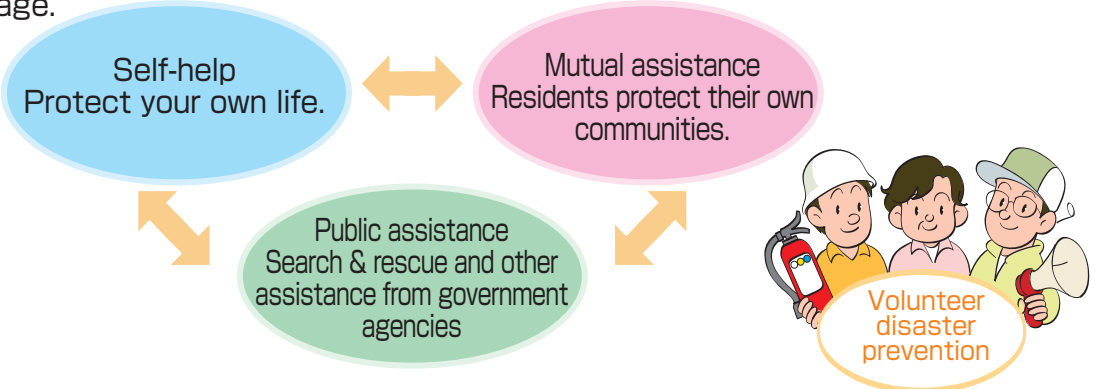 age.
Self-help
Protect your own life.
Mutual assistance
Residents protect their own
communities.
Public assistance
Search & rescue and other
assistance from government
agencies
Volunteer
disaster
prevention